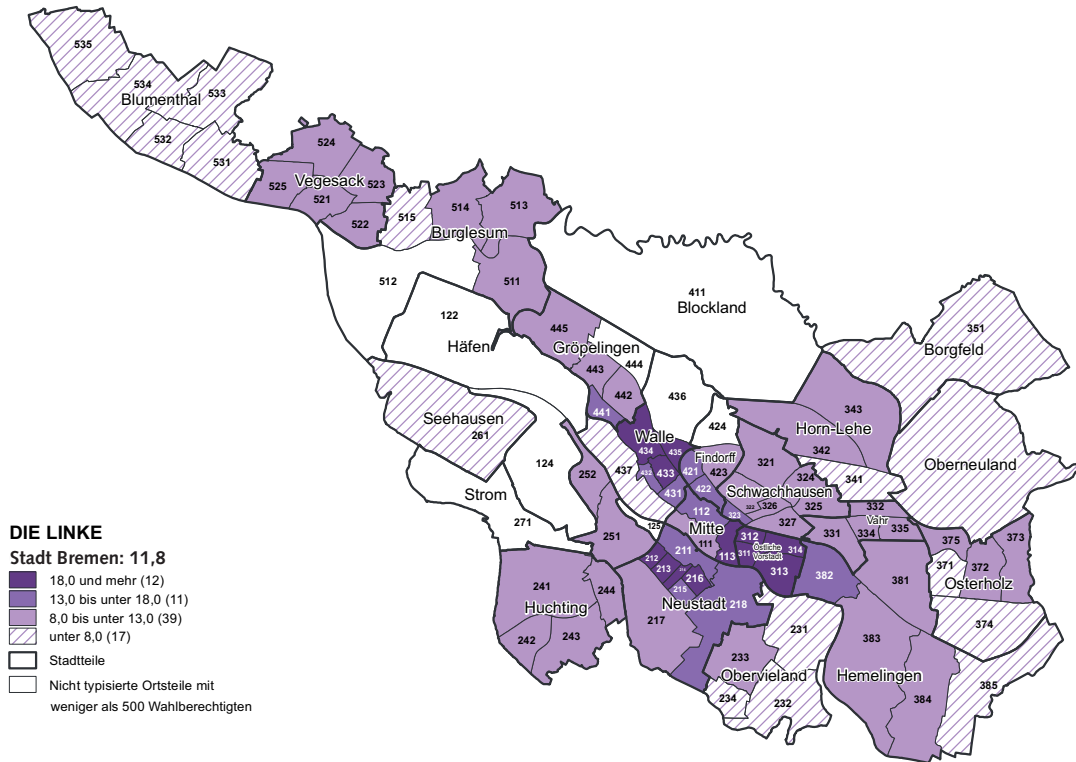 535
534
533
Blumenthal
532
531
524
Vegesack
525
523
521
522
515
514
513
Burglesum
511
512
122
Häfen
411
Blockland
351
Borgfeld
445
Gröpelingen
444
443
442
436
441
424
343
Horn-Lehe
342
341
Seehausen
261
Oberneuland
Walle
434
435
Findorff
421
423
432
433
422
431
437
321
324
Schwachhausen
322
326
325
323
327
124
252
Strom
271
125
112
Mitte
111
113
312
Östliche
Vorstadt
311
314
313
332
Vahr
331
334
335
251
211
212
213
214
216
215
Neustadt
218
217
382
381
375
373
371
372
Osterholz
374
241
244
Huchting
242
243
231
233
Obervieland
234
232
383
Hemelingen
384
385
DIE LINKE
Stadt Bremen: 11,8
18,0 und mehr (12)
13,0 bis unter 18,0 (11)
8,0 bis unter 13,0 (39)
unter 8,0 (17)
Stadtteile
Nicht typisierte Ortsteile mit
weniger als 500 Wahlberechtigten